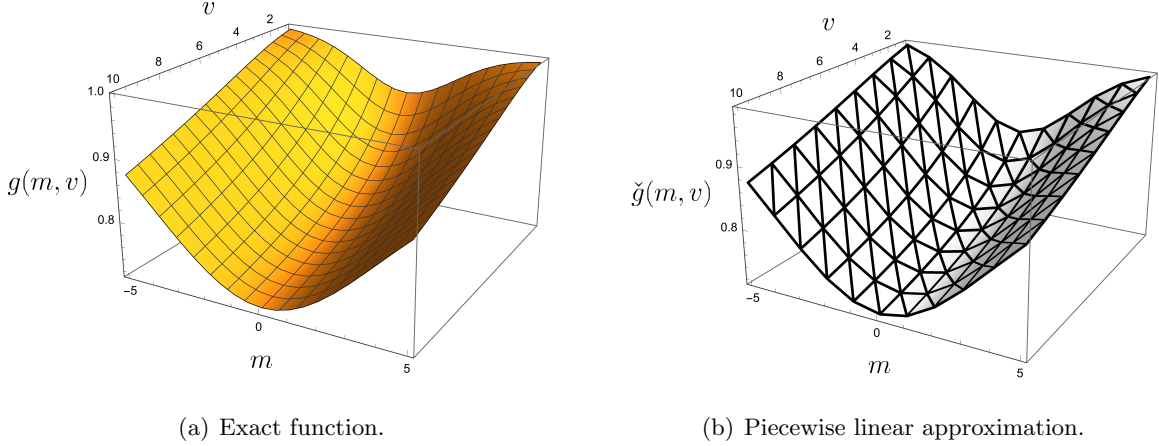 v
2
4
6
8
10
1.0
0.9
g(m, v)
0.8
−5
0
m
5
(a) Exact function.
v
2
4
6
8
10
0.9
ǧ(m, v)
0.8
−5
0
m
5
(b) Piecewise linear approximation.